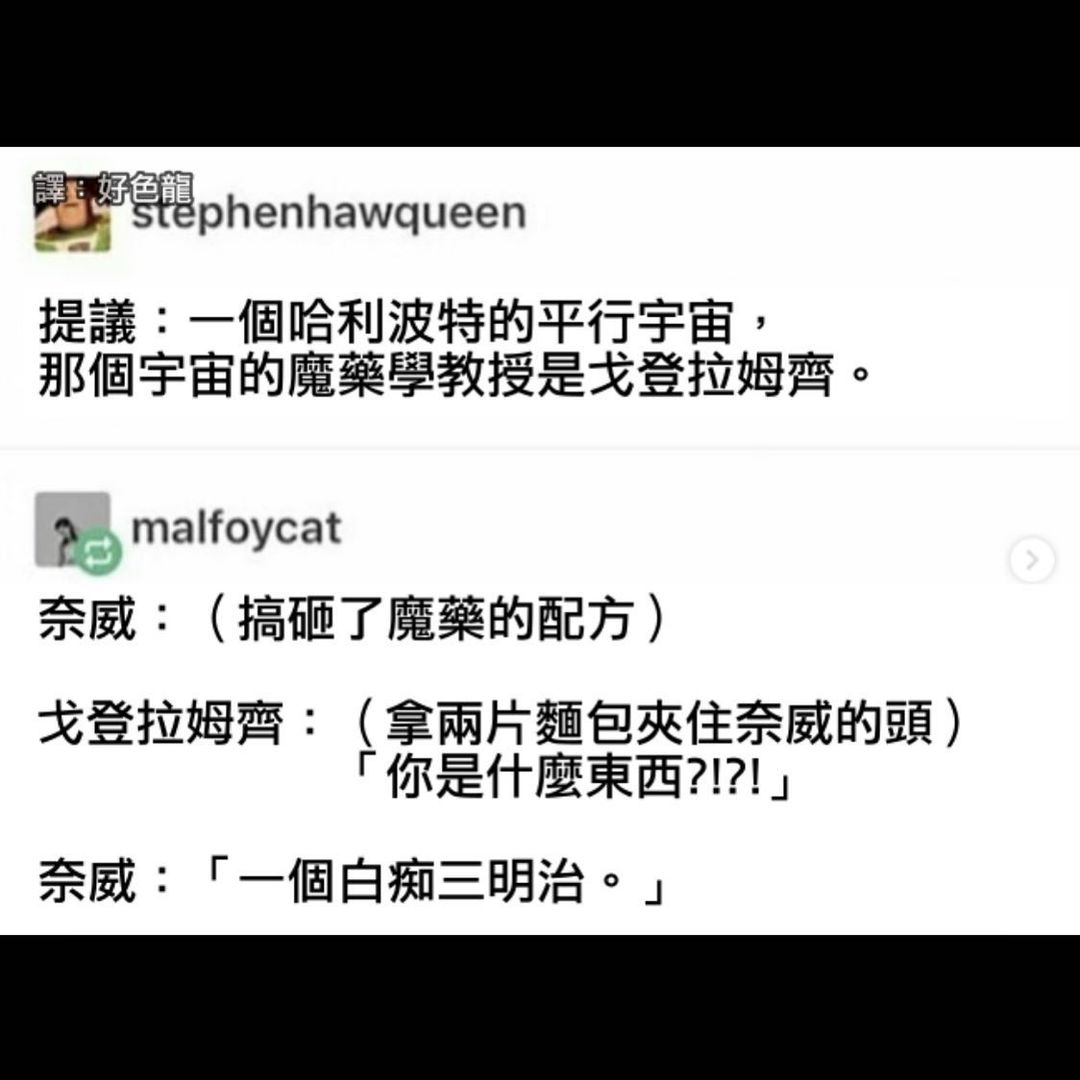 譯：好色龍
stephenhawqueen
提議：一個哈利波特的平行宇宙，
那個宇宙的魔藥學教授是戈登拉姆齊。
malfoycat
奈威：（搞砸了魔藥的配方）
戈登拉姆齊：（拿兩片麵包夾住奈威的頭）
「你是什麼東西?!?!」
奈威：「一個白痴三明治。」